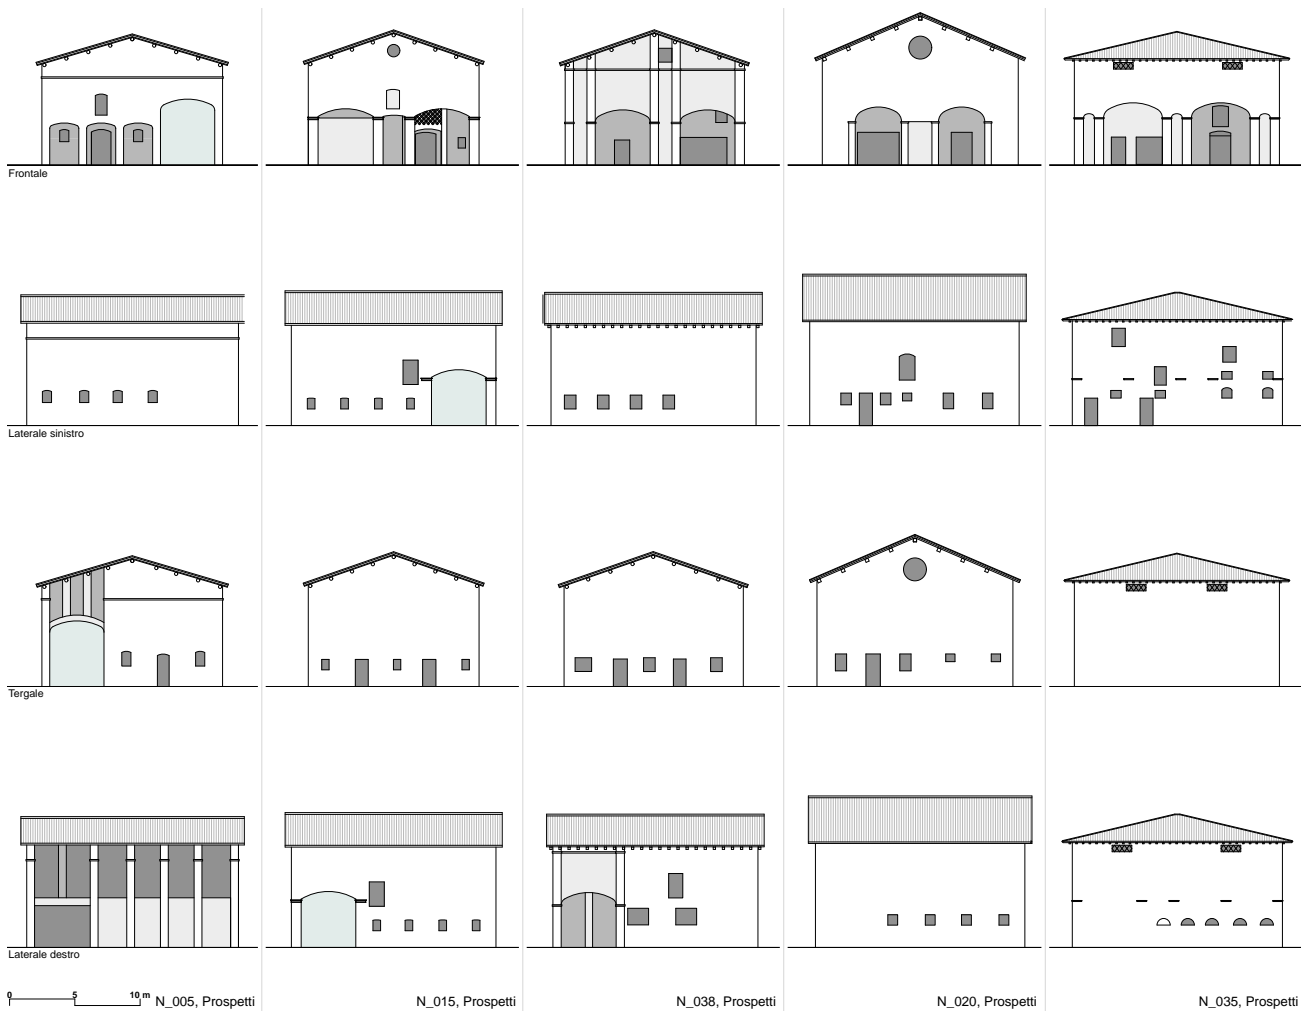 Frontale
Laterale sinistro
Tergale
Laterale destro
0 5 10 m
N_005, Prospetti
N_015, Prospetti
N_038, Prospetti
N_020, Prospetti
N_035, Prospetti